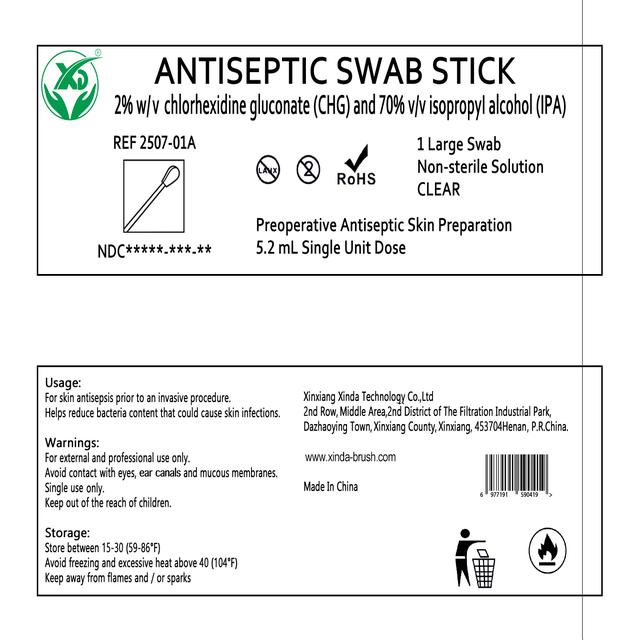 XD ®
ANTISEPTIC SWAB STICK
2% w/v chlorhexidine gluconate (CHG) and 70% v/v isopropyl alcohol (IPA)
REF 2507-01A
NDC*****-***-**
2
RoHS
1 Large Swab
Non-sterile Solution
CLEAR
Preoperative Antiseptic Skin Preparation
5.2 mL Single Unit Dose
Usage:
For skin antisepsis prior to an invasive procedure.
Helps reduce bacteria content that could cause skin infections.
Warnings:
For external and professional use only.
Avoid contact with eyes, ear canals and mucous membranes.
Single use only.
Keep out of the reach of children.
Storage:
Store between 15-30 (59-86°F)
Avoid freezing and excessive heat above 40 (104°F)
Keep away from flames and / or sparks
Xinxiang Xinda Technology Co.,Ltd
2nd Row, Middle Area,2nd District of The Filtration Industrial Park,
Dazhaoying Town, Xinxiang County, Xinxiang, 453704Henan, P.R.China.
www.xinda-brush.com
Made In China
6 977191 590419 >